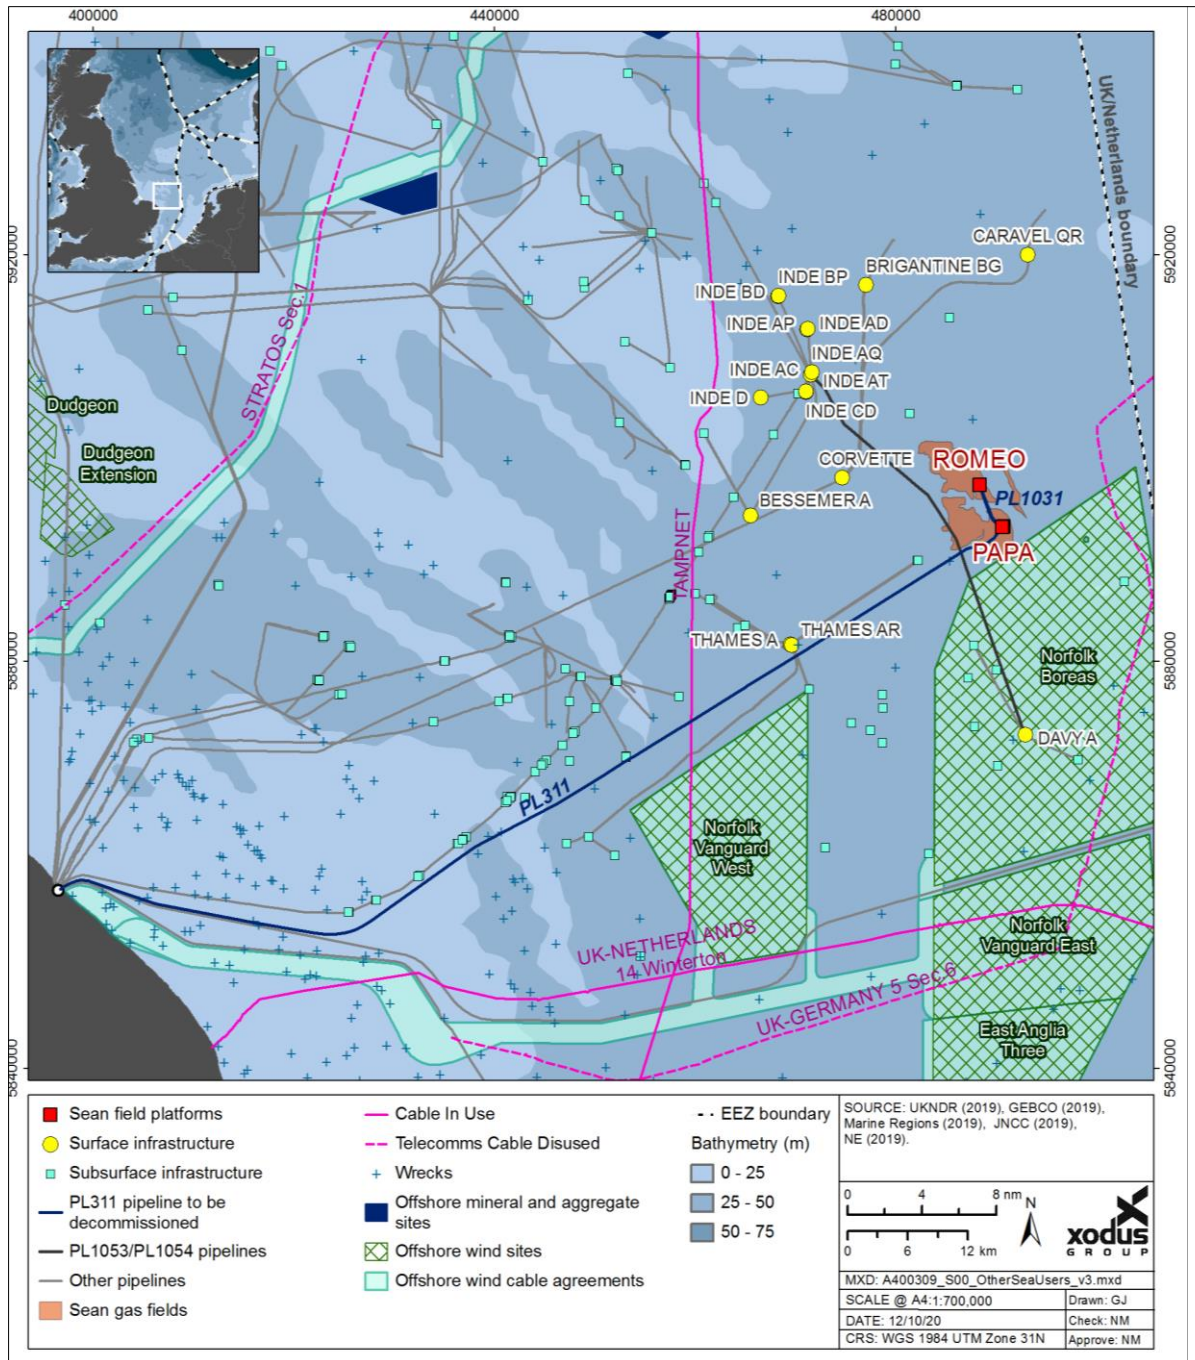 400000
440000
480000
5920000
5920000
5880000
5880000
5840000
5840000
UK/Netherlands boundary
CARAVEL QR
BRIGANTINE BG
INDE BP
INDE BD
INDE AP
INDE AD
INDE AQ
INDE AC
INDE AT
INDE D
INDE CD
CORVETTE
ROMEO
PL1031
BESSEMER A
PAPA
STRATOS Sec.1
Dudgeon
Dudgeon
Extension
TAMPNET
THAMES A
THAMES AR
Norfolk
Boreas
DAVY A
PL311
Norfolk
Vanguard
West
Norfolk
Vanguard East
UK-NETHERLANDS
14 Winterton
UK-GERMANY 5 Sec.6
East Anglia
Three
Sean field platforms
Surface infrastructure
Subsurface infrastructure
PL311 pipeline to be
decommissioned
PL1053/PL1054 pipelines
Other pipelines
Sean gas fields
Cable In Use
Telecomms Cable Disused
Wrecks
Offshore mineral and aggregate
sites
Offshore wind sites
Offshore wind cable agreements
EEZ boundary
Bathymetry (m)
0 - 25
25 - 50
50 - 75
SOURCE: UKNDR (2019), GEBCO (2019),
Marine Regions (2019), JNCC (2019),
NE (2019).
0 4 8 nm
N
0 6 12 km
xodus
GROUP
MXD: A400309_S00_OtherSeaUsers_v3.mxd
SCALE @ A4:1:700,000
Drawn: GJ
DATE: 12/10/20
Check: NM
CRS: WGS 1984 UTM Zone 31N
Approve: NM